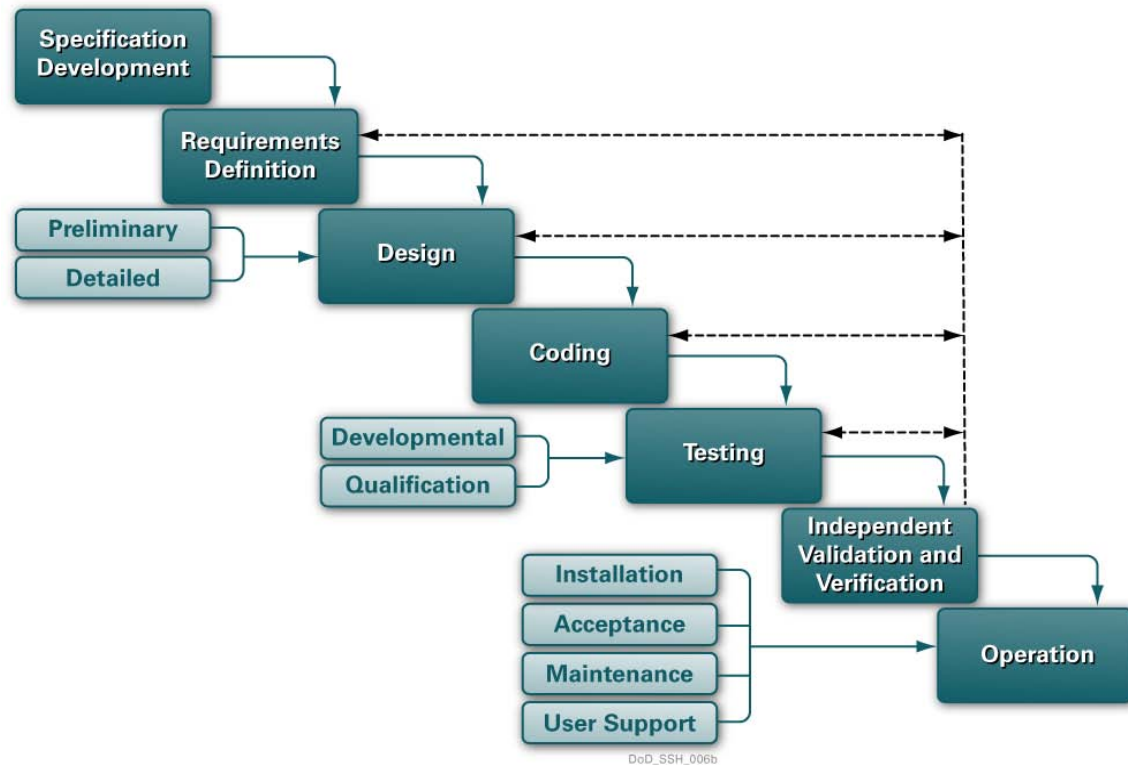 Specification
Development
Requirements
Definition
Preliminary
Detailed
Design
Coding
Developmental
Qualification
Testing
Independent
Validation and
Verification
Installation
Acceptance
Maintenance
User Support
Operation
DoD_SSH_006b